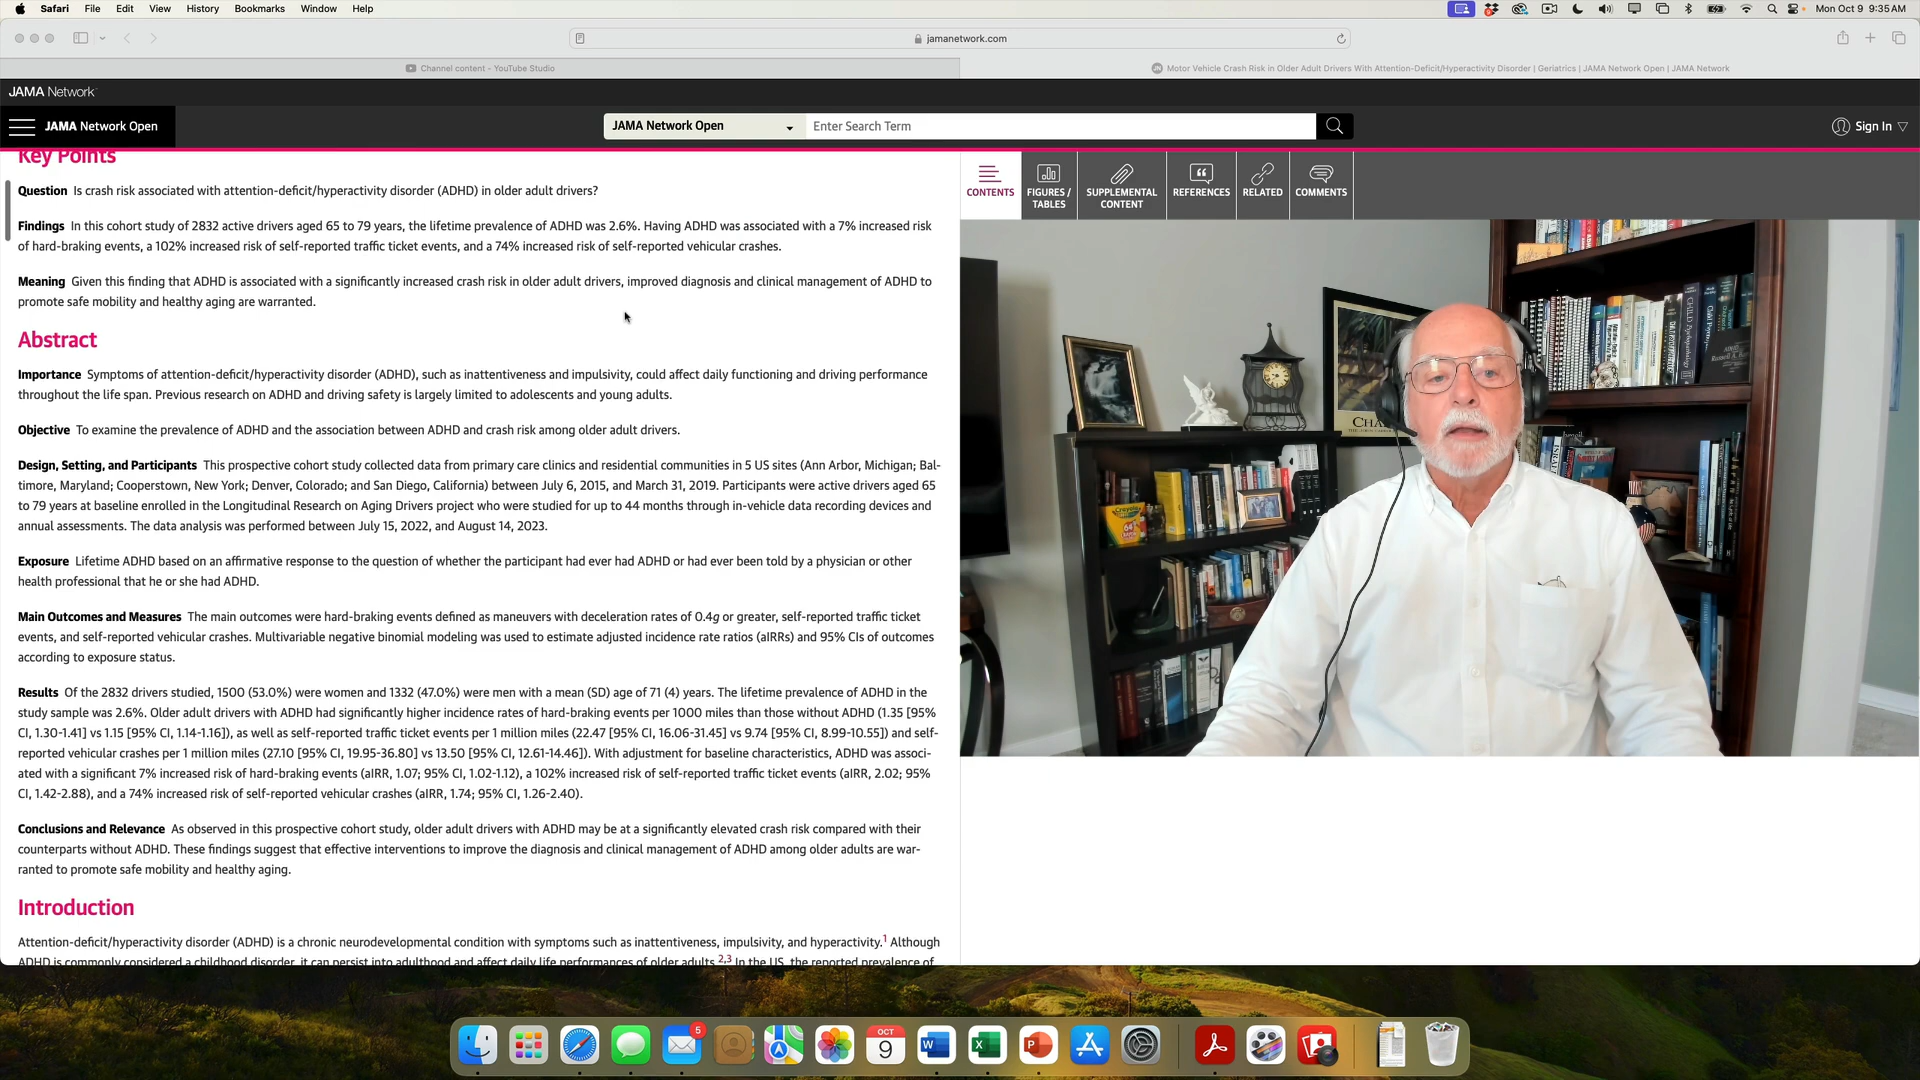 Safari File Edit View History Bookmarks Window Help
Mon Oct 9 9:35 AM
jamanetwork.com
Channel content - YouTube Studio
Motor Vehicle Crash Risk in Older Adult Drivers With Attention-Deficit/Hyperactivity Disorder | Geriatrics | JAMA Network Open | JAMA Network
JAMA Network
JAMA Network Open
JAMA Network Open
Enter Search Term
Sign In
Key Points
Question Is crash risk associated with attention-deficit/hyperactivity disorder (ADHD) in older adult drivers?
Findings In this cohort study of 2832 active drivers aged 65 to 79 years, the lifetime prevalence of ADHD was 2.6%. Having ADHD was associated with a 7% increased risk
of hard-braking events, a 102% increased risk of self-reported traffic ticket events, and a 74% increased risk of self-reported vehicular crashes.
Meaning Given this finding that ADHD is associated with a significantly increased crash risk in older adult drivers, improved diagnosis and clinical management of ADHD to
promote safe mobility and healthy aging are warranted.
Abstract
Importance Symptoms of attention-deficit/hyperactivity disorder (ADHD), such as inattentiveness and impulsivity, could affect daily functioning and driving performance
throughout the life span. Previous research on ADHD and driving safety is largely limited to adolescents and young adults.
Objective To examine the prevalence of ADHD and the association between ADHD and crash risk among older adult drivers.
Design, Setting, and Participants This prospective cohort study collected data from primary care clinics and residential communities in 5 US sites (Ann Arbor, Michigan; Bal-
timore, Maryland; Cooperstown, New York; Denver, Colorado; and San Diego, California) between July 6, 2015, and March 31, 2019. Participants were active drivers aged 65
to 79 years at baseline enrolled in the Longitudinal Research on Aging Drivers project who were studied for up to 44 months through in-vehicle data recording devices and
annual assessments. The data analysis was performed between July 15, 2022, and August 14, 2023.
Exposure Lifetime ADHD based on an affirmative response to the question of whether the participant had ever had ADHD or had ever been told by a physician or other
health professional that he or she had ADHD.
Main Outcomes and Measures The main outcomes were hard-braking events defined as maneuvers with deceleration rates of 0.4g or greater, self-reported traffic ticket
events, and self-reported vehicular crashes. Multivariable negative binomial modeling was used to estimate adjusted incidence rate ratios (aIRRs) and 95% CIs of outcomes
according to exposure status.
Results Of the 2832 drivers studied, 1500 (53.0%) were women and 1332 (47.0%) were men with a mean (SD) age of 71 (4) years. The lifetime prevalence of ADHD in the
study sample was 2.6%. Older adult drivers with ADHD had significantly higher incidence rates of hard-braking events per 1000 miles than those without ADHD (1.35 [95%
CI, 1.30-1.41] vs 1.15 [95% CI, 1.14-1.16]), as well as self-reported traffic ticket events per 1 million miles (22.47 [95% CI, 16.06-31.45] vs 9.74 [95% CI, 8.99-10.55]) and self-
reported vehicular crashes per 1 million miles (27.10 [95% CI, 19.95-36.80] vs 13.50 [95% CI, 12.61-14.46]). With adjustment for baseline characteristics, ADHD was associ-
ated with a significant 7% increased risk of hard-braking events (aIRR, 1.07; 95% CI, 1.02-1.12), a 102% increased risk of self-reported traffic ticket events (aIRR, 2.02; 95%
CI, 1.42-2.88), and a 74% increased risk of self-reported vehicular crashes (aIRR, 1.74; 95% CI, 1.26-2.40).
Conclusions and Relevance As observed in this prospective cohort study, older adult drivers with ADHD may be at a significantly elevated crash risk compared with their
counterparts without ADHD. These findings suggest that effective interventions to improve the diagnosis and clinical management of ADHD among older adults are war-
ranted to promote safe mobility and healthy aging.
Introduction
Attention-deficit/hyperactivity disorder (ADHD) is a chronic neurodevelopmental condition with symptoms such as inattentiveness, impulsivity, and hyperactivity.1 Although
ADHD is commonly considered a childhood disorder, it can persist into adulthood and affect daily life performances of older adults.2,3 In the US, the reported prevalence of
CONTENTS
FIGURES /
TABLES
SUPPLEMENTAL
CONTENT
REFERENCES
RELATED
COMMENTS
CHA
Crayola
64
5
OCT
9